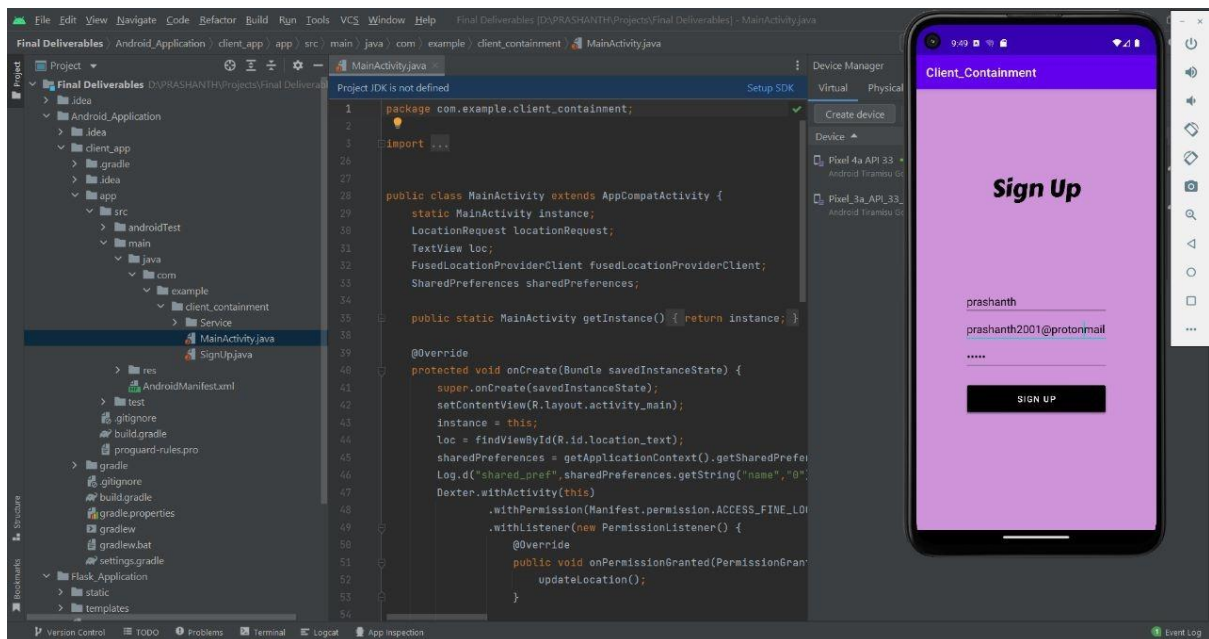 File Edit View Navigate Code Refactor Build Run Tools VCS Window Help Final Deliverables [D:\PRASHANTH\Projects\Final Deliverables] - MainActivity.java
Final Deliverables Android_Application client_app app src main java com example client_containment MainActivity.java
Project
Final Deliverables D:\PRASHANTH\Projects\Final Deliverabl
.idea
Android_Application
.idea
client_app
.gradle
.idea
app
src
androidTest
main
java
com
example
client_containment
Service
MainActivity.java
SignUp.java
res
AndroidManifest.xml
test
.gitignore
build.gradle
proguard-rules.pro
gradle
.gitignore
build.gradle
gradle.properties
gradlew
gradlew.bat
settings.gradle
Flask_Application
static
templates
Project
Structure
Bookmarks
MainActivity.java
Project JDK is not defined Setup SDK
1 package com.example.client_containment;
2
3 import ...
26
27
28 public class MainActivity extends AppCompatActivity {
29 static MainActivity instance;
30 LocationRequest locationRequest;
31 TextView loc;
32 FusedLocationProviderClient fusedLocationProviderClient;
33 SharedPreferences sharedPreferences;
34
35 public static MainActivity getInstance() { return instance; }
38
39 @Override
40 protected void onCreate(Bundle savedInstanceState) {
41 super.onCreate(savedInstanceState);
42 setContentView(R.layout.activity_main);
43 instance = this;
44 loc = findViewById(R.id.location_text);
45 sharedPreferences = getApplicationContext().getSharedPrefe
46 Log.d("shared_pref",sharedPreferences.getString("name","0"
47 Dexter.withActivity(this)
48 .withPermission(Manifest.permission.ACCESS_FINE_LO
49 .withListener(new PermissionListener() {
50 @Override
51 public void onPermissionGranted(PermissionGran
52 updateLocation();
53 }
54
Device Manager
Virtual Physical
Create device
Device
Pixel 4a API 33
Android Tiramisu Go
Pixel_3a_API_33_
Android Tiramisu Go
9:49
Client_Containment
Sign Up
prashanth
prashanth2001@protonmail
•••••
SIGN UP
Version Control TODO Problems Terminal Logcat App Inspection Event Log